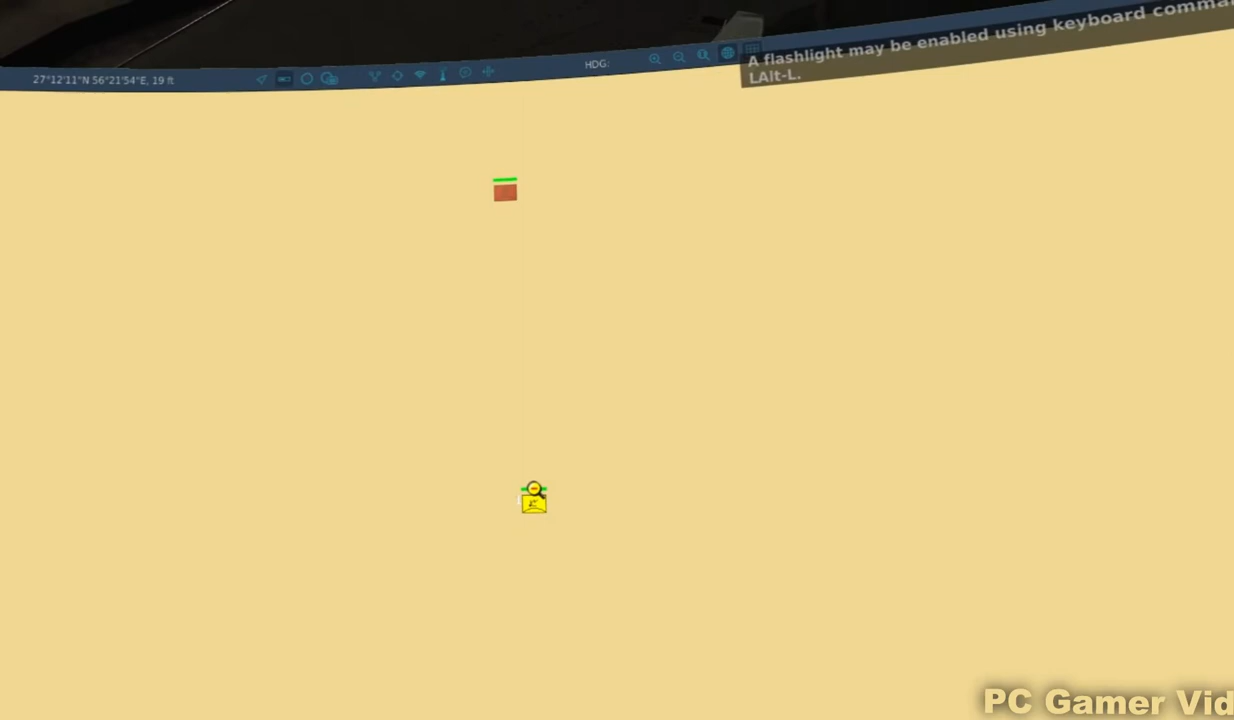 27°12'11"N 56°21'54"E, 19 ft
HDG:
A flashlight may be enabled using keyboard comma
LAlt-L.
PC Gamer Vid